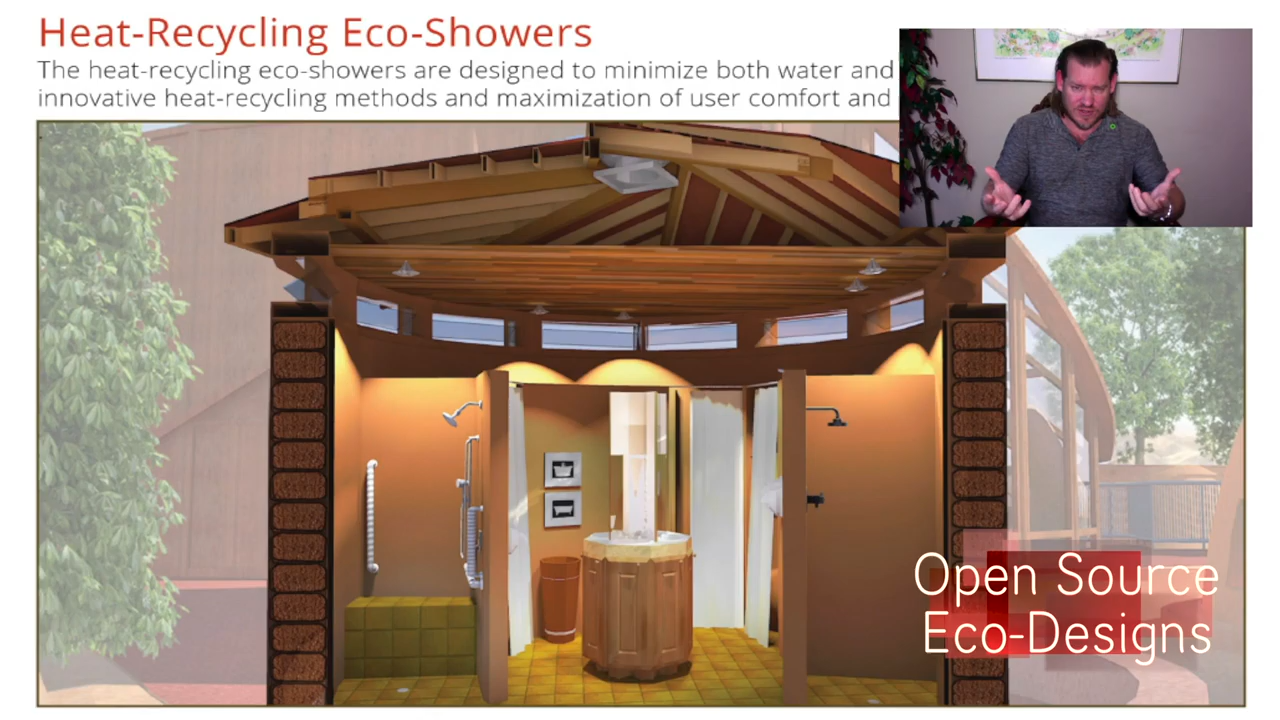 Heat-Recycling Eco-Showers
The heat-recycling eco-showers are designed to minimize both water and
innovative heat-recycling methods and maximization of user comfort and
Open Source
Eco-Designs